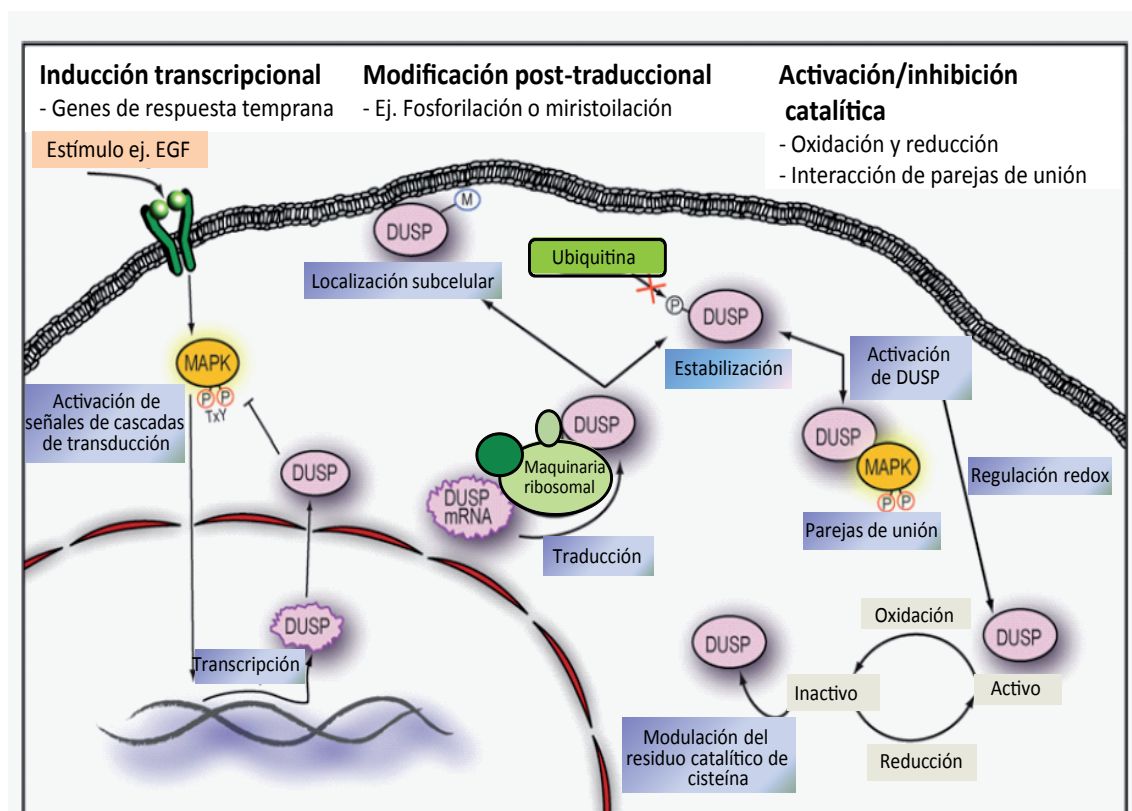 Inducción transcripcional
- Genes de respuesta temprana
Estímulo ej. EGF
Modificación post-traduccional
- Ej. Fosforilación o miristoilación
Activación/inhibición
catalítica
- Oxidación y reducción
- Interacción de parejas de unión
M
DUSP
Localización subcelular
Ubiquitina
P
DUSP
Estabilización
MAPK
P P
TxY
Activación de
señales de cascadas
de transducción
DUSP
DUSP
Maquinaria
ribosomal
DUSP
mRNA
Traducción
Activación
de DUSP
DUSP
MAPK
P P
Parejas de unión
Regulación redox
DUSP
Transcripción
Oxidación
DUSP
DUSP
Inactivo
Activo
Modulación del
residuo catalítico de
cisteína
Reducción